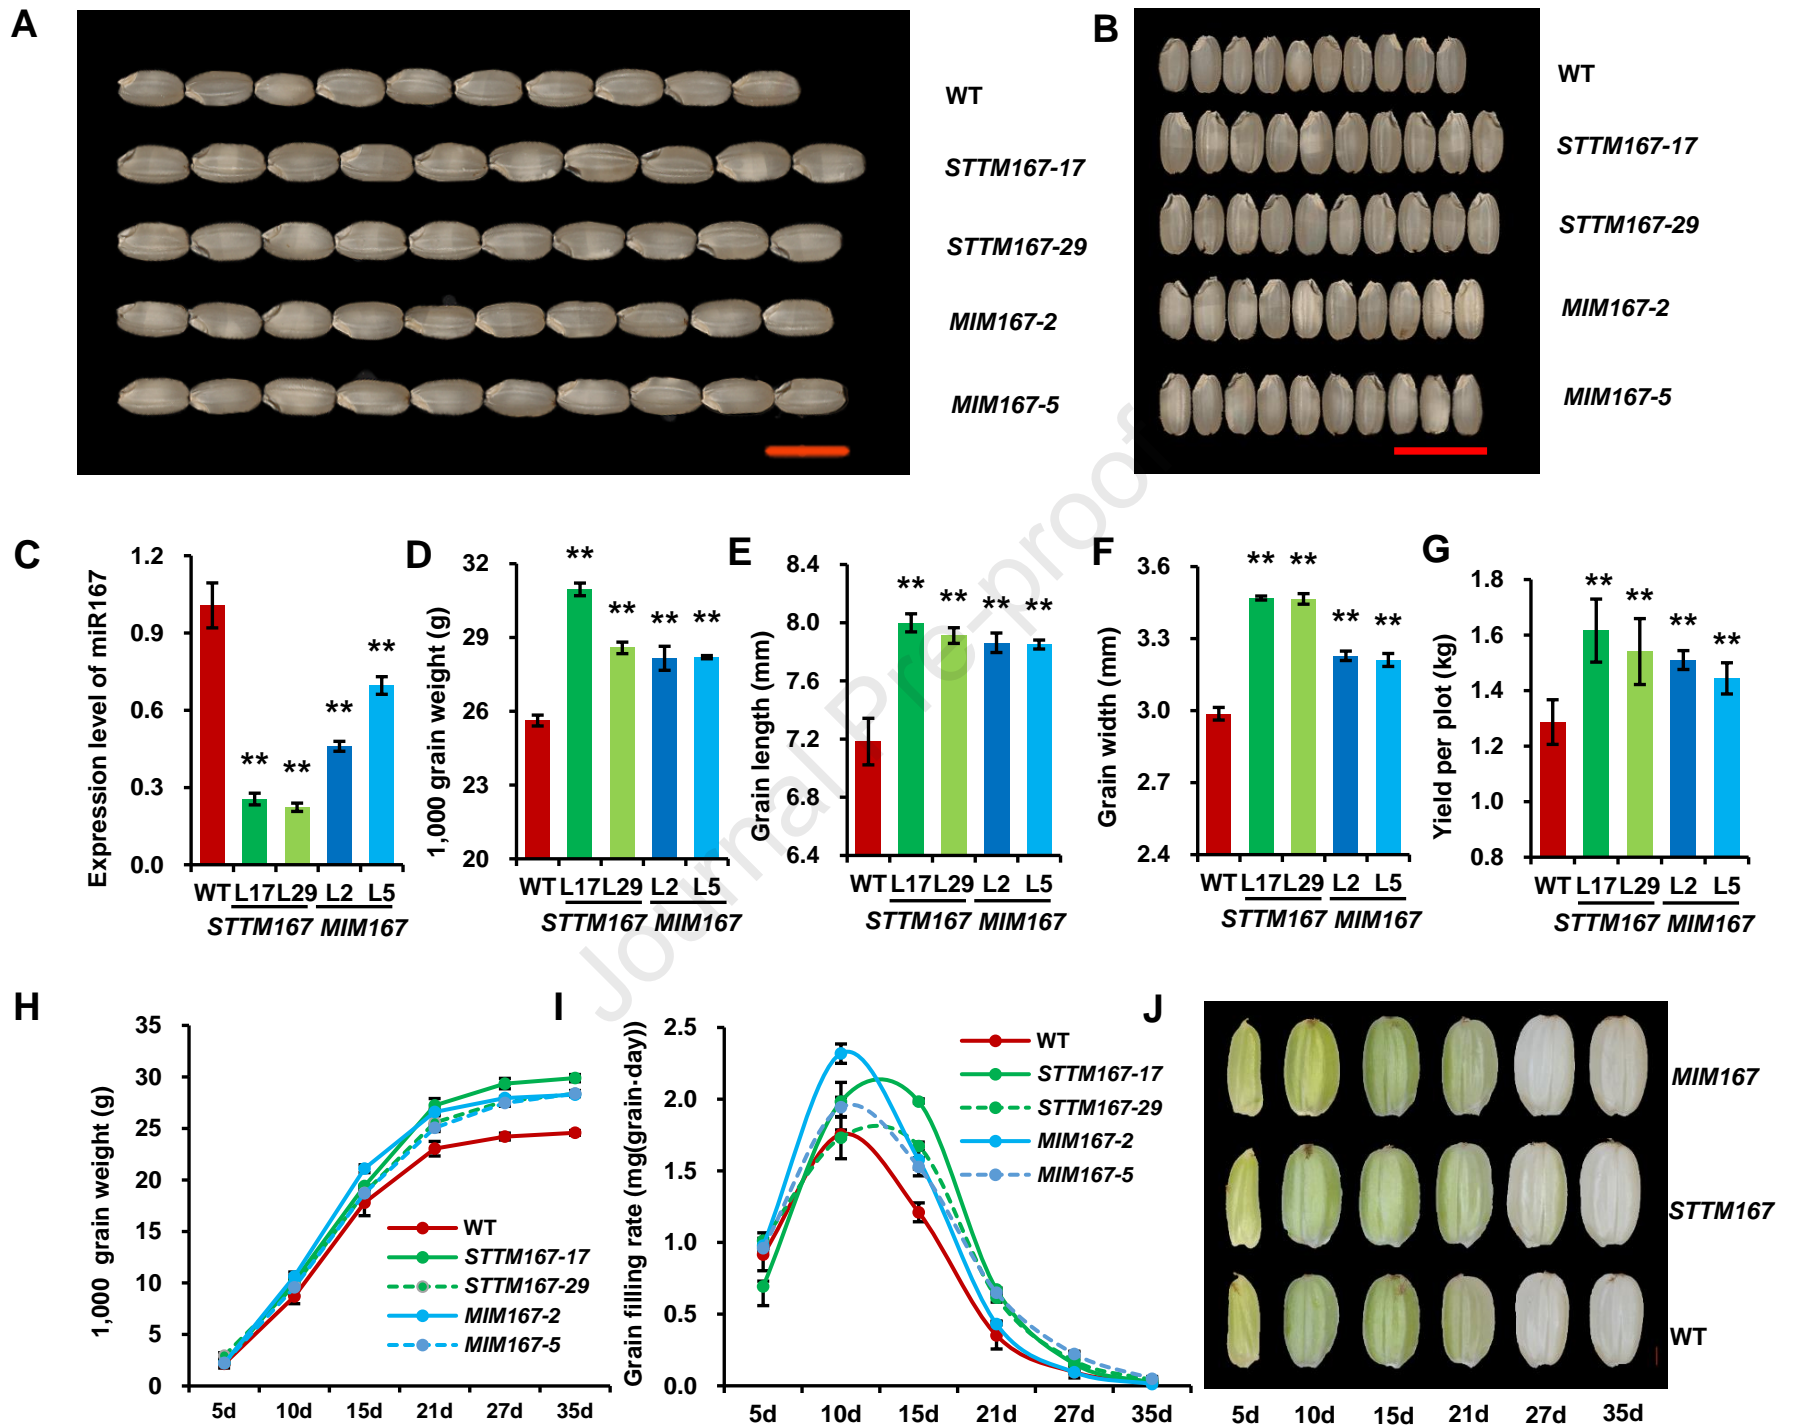 A
WT
STTM167-17
STTM167-29
MIM167-2
MIM167-5
B
WT
STTM167-17
STTM167-29
MIM167-2
MIM167-5
C
Expression level of miR167
1.2
0.9
0.6
0.3
0.0
** ** ** **
WT L17 L29 L2 L5
STTM167 MIM167
D
1,000 grain weight (g)
32
29
26
23
20
** ** ** **
WT L17 L29 L2 L5
STTM167 MIM167
E
Grain length (mm)
8.4
8.0
7.6
7.2
6.8
6.4
** ** ** **
WT L17 L29 L2 L5
STTM167 MIM167
F
Grain width (mm)
3.6
3.3
3.0
2.7
2.4
** ** ** **
WT L17 L29 L2 L5
STTM167 MIM167
G
Yield per plot (kg)
1.8
1.6
1.4
1.2
1.0
0.8
** ** ** **
WT L17 L29 L2 L5
STTM167 MIM167
Journal Pre-proof
H
1,000 grain weight (g)
35
30
25
20
15
10
5
0
WT
STTM167-17
STTM167-29
MIM167-2
MIM167-5
5d 10d 15d 21d 27d 35d
I
Grain filling rate (mg(grain·day))
2.5
2.0
1.5
1.0
0.5
0.0
WT
STTM167-17
STTM167-29
MIM167-2
MIM167-5
5d 10d 15d 21d 27d 35d
J
MIM167
STTM167
WT
5d 10d 15d 21d 27d 35d